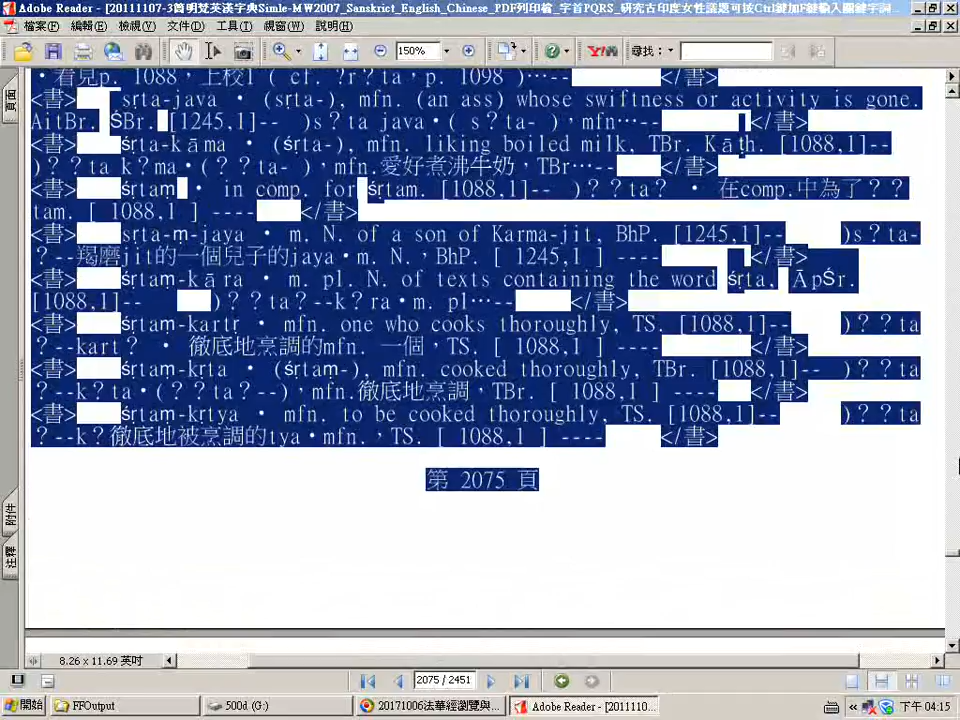 Adobe Reader - [20111107-3簡明梵英漢字典Simle-MW2007_Sanskrict_English_Chinese_PDF列印檔_字首PQRS_研究古印度女性議題可按Ctrl鍵加F鍵輸入關鍵字詞...
檔案(F) 編輯(E) 檢視(V) 文件(D) 工具(T) 視窗(W) 說明(H)
150% 尋找：
頁面
附件
註釋
‧看見p. 1088, 上校1 ( cf. ?r?ta, p. 1098 )…-- </書>
<書> sṛta-java ‧ (sṛta-), mfn. (an ass) whose swiftness or activity is gone.
AitBr. ŚBr. [1245,1]-- )s?ta java‧( s?ta- )，mfn…-- </書>
<書> śṛta-kāma ‧ (śṛta-), mfn. liking boiled milk, TBr. Kāṭh. [1088,1]--
)??ta k?ma‧(??ta- )，mfn.愛好煮沸牛奶，TBr…-- </書>
<書> śṛtaṃ ‧ in comp. for śṛtam. [1088,1]-- )??ta? ‧ 在comp.中為了??
tam. [ 1088,1 ] ---- </書>
<書> sṛta-ṃ-jaya ‧ m. N. of a son of Karma-jit, BhP. [1245,1]-- )s?ta-
?--羯磨jit的一個兒子的jaya‧m. N.，BhP. [ 1245,1 ] ---- </書>
<書> śṛtaṃ-kāra ‧ m. pl. N. of texts containing the word śṛta, ĀpŚr.
[1088,1]-- )??ta?--k?ra‧m. pl…-- </書>
<書> śṛtaṃ-kartṛ ‧ mfn. one who cooks thoroughly, TS. [1088,1]-- )??ta
?--kart? ‧ 徹底地烹調的mfn. 一個，TS. [ 1088,1 ] ---- </書>
<書> śṛtaṃ-kṛta ‧ (śṛtaṃ-), mfn. cooked thoroughly, TBr. [1088,1]-- )??ta
?--k?ta‧(??ta?--)，mfn.徹底地烹調，TBr. [ 1088,1 ] ---- </書>
<書> śṛtaṃ-kṛtya ‧ mfn. to be cooked thoroughly, TS. [1088,1]-- )??ta
?--k?徹底地被烹調的tya‧mfn.，TS. [ 1088,1 ] ---- </書>
第 2075 頁
8.26 x 11.69 英吋
2075 / 2451
開始 FFOutput 500d (G:) 20171006法華經瀏覽與... Adobe Reader - [2011110... 下午 04:15